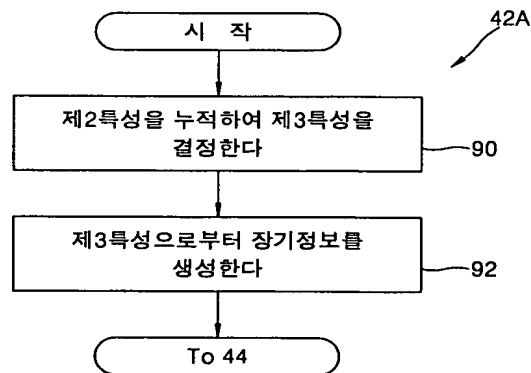 42A
시 작
제2특성을 누적하여 제3특성을
결정한다
90
제3특성으로부터 장기정보를
생성한다
92
To 44